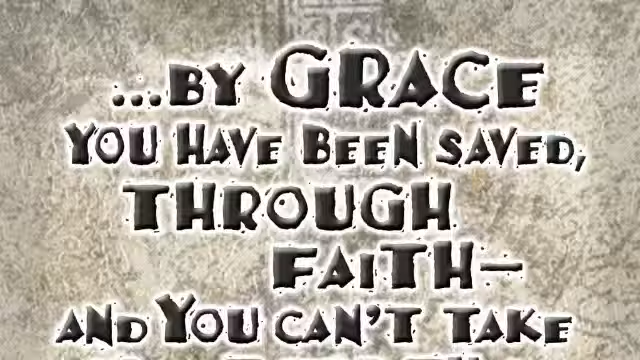 ...BY GRACE
YOU HAVE BEEN SAVED,
THROUGH
FAITH—
AND YOU CAN'T TAKE